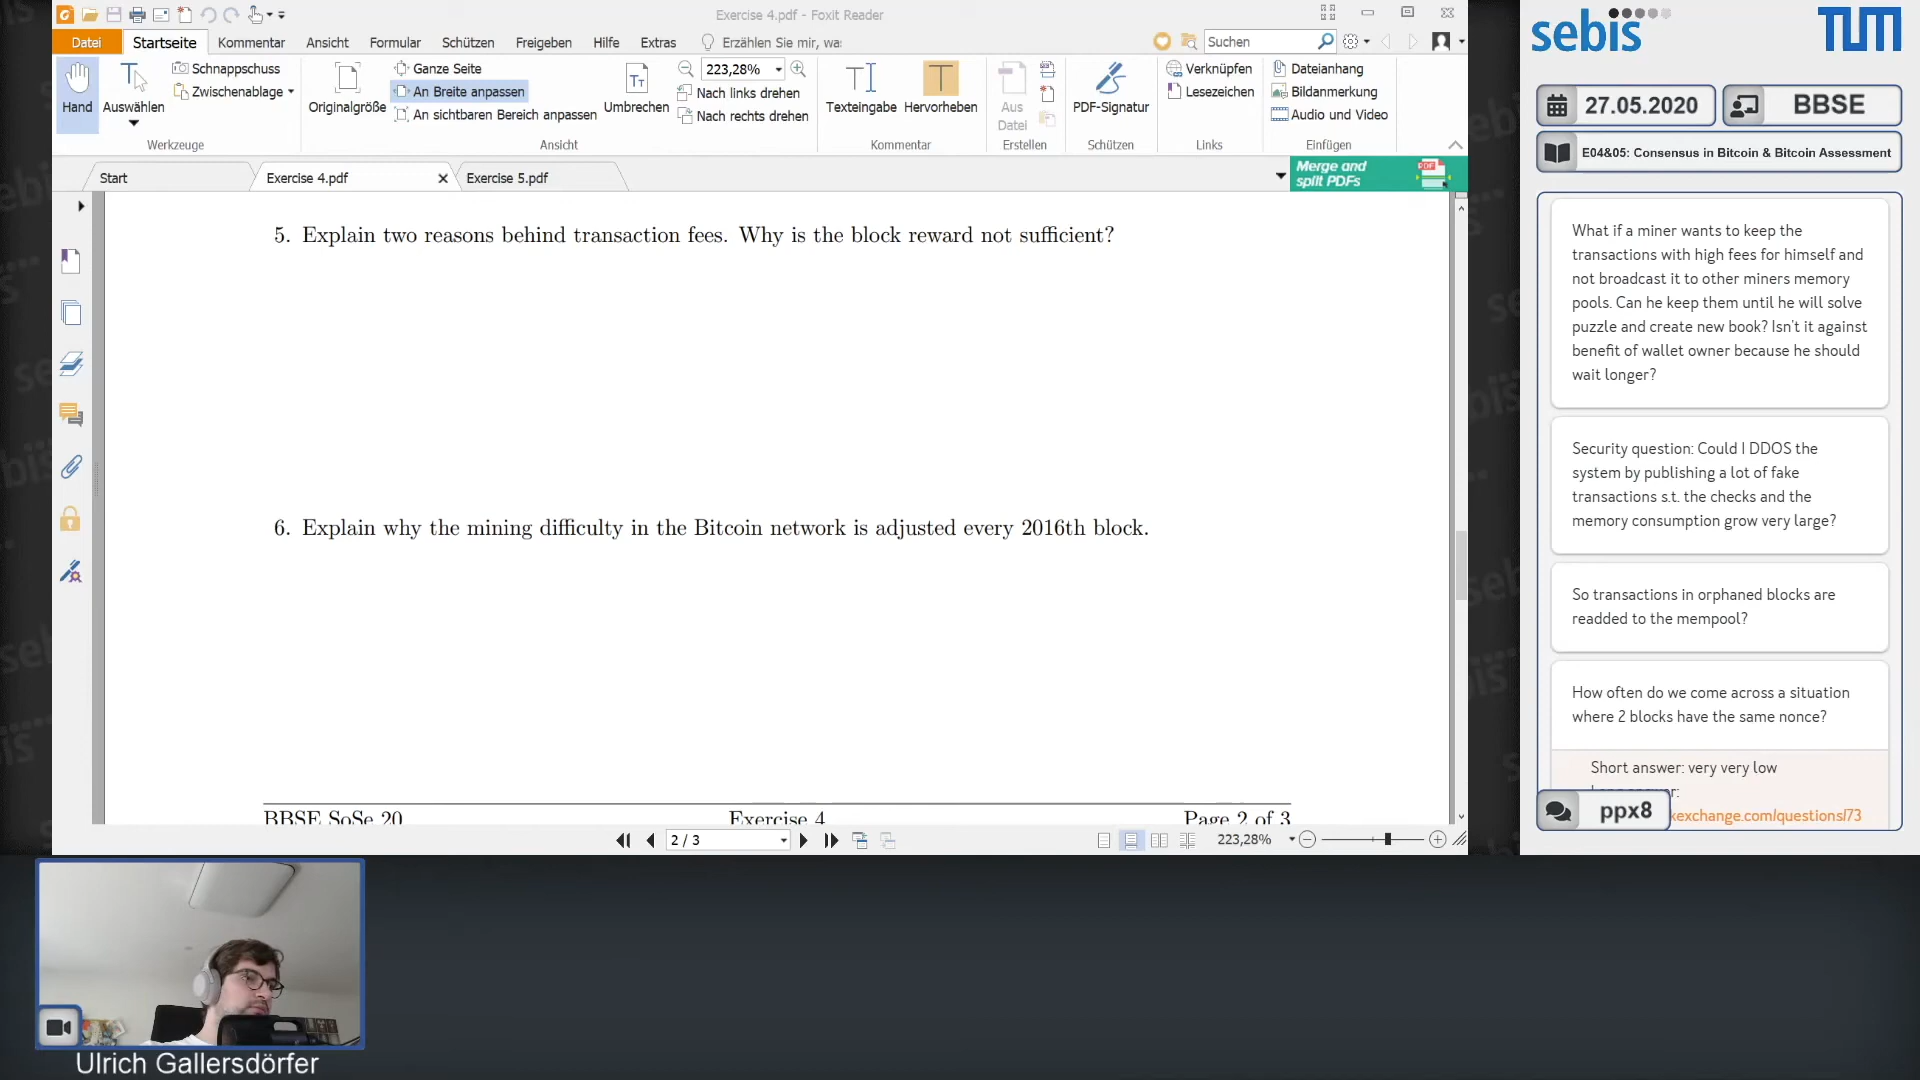 Exercise 4.pdf - Foxit Reader
Datei Startseite Kommentar Ansicht Formular Schützen Freigeben Hilfe Extras Erzählen Sie mir, wa: Suchen
Hand
Auswählen
Schnappschuss
Zwischenablage
Werkzeuge
Originalgröße
Ganze Seite
An Breite anpassen
An sichtbaren Bereich anpassen
Umbrechen
223,28%
Nach links drehen
Nach rechts drehen
Ansicht
Texteingabe
Hervorheben
Kommentar
Aus
Datei
Erstellen
PDF-Signatur
Schützen
Verknüpfen
Lesezeichen
Links
Dateianhang
Bildanmerkung
Audio und Video
Einfügen
Start
Exercise 4.pdf
Exercise 5.pdf
Merge and
split PDFs
5. Explain two reasons behind transaction fees. Why is the block reward not sufficient?
6. Explain why the mining difficulty in the Bitcoin network is adjusted every 2016th block.
BBSE SoSe 20 Exercise 4 Page 2 of 3
2 / 3
223,28%
Ulrich Gallersdörfer
sebis
TUM
27.05.2020
BBSE
E04&05: Consensus in Bitcoin & Bitcoin Assessment
What if a miner wants to keep the
transactions with high fees for himself and
not broadcast it to other miners memory
pools. Can he keep them until he will solve
puzzle and create new book? Isn't it against
benefit of wallet owner because he should
wait longer?
Security question: Could I DDOS the
system by publishing a lot of fake
transactions s.t. the checks and the
memory consumption grow very large?
So transactions in orphaned blocks are
readded to the mempool?
How often do we come across a situation
where 2 blocks have the same nonce?
Short answer: very very low
ppx8
kexchange.com/questions/73